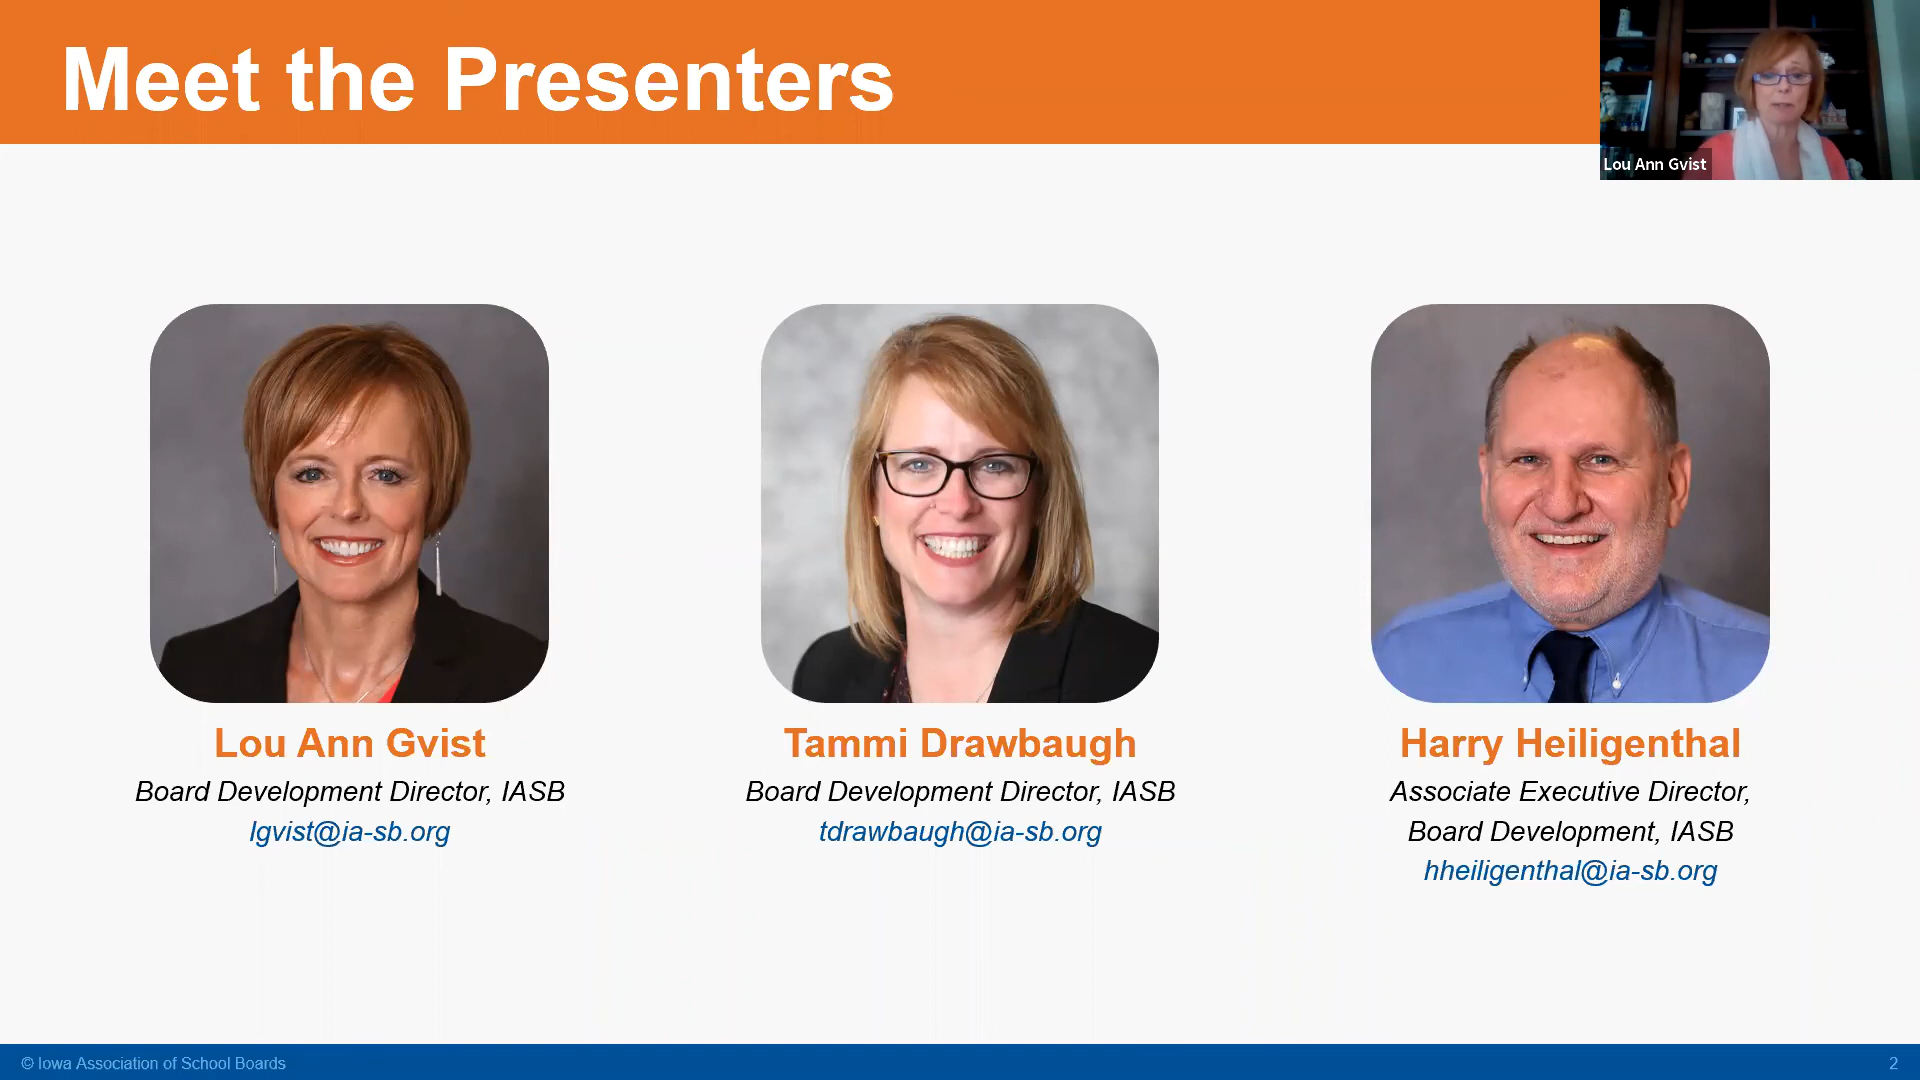 Meet the Presenters
Lou Ann Gvist
Lou Ann Gvist
Board Development Director, IASB
lgvist@ia-sb.org
Tammi Drawbaugh
Board Development Director, IASB
tdrawbaugh@ia-sb.org
Harry Heiligenthal
Associate Executive Director,
Board Development, IASB
hheiligenthal@ia-sb.org
© Iowa Association of School Boards
2